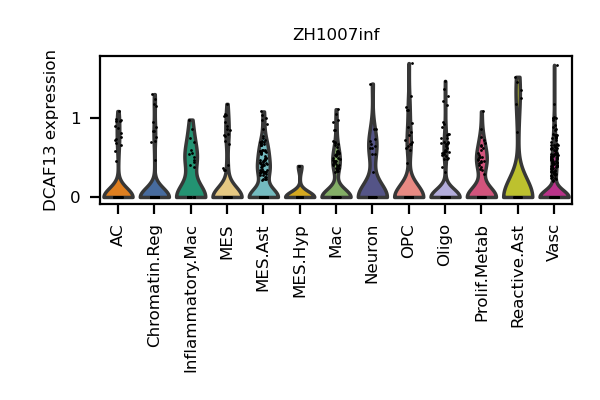 ZH1007inf
DCAF13 expression
1
0
AC
Chromatin.Reg
Inflammatory.Mac
MES
MES.Ast
MES.Hyp
Mac
Neuron
OPC
Oligo
Prolif.Metab
Reactive.Ast
Vasc